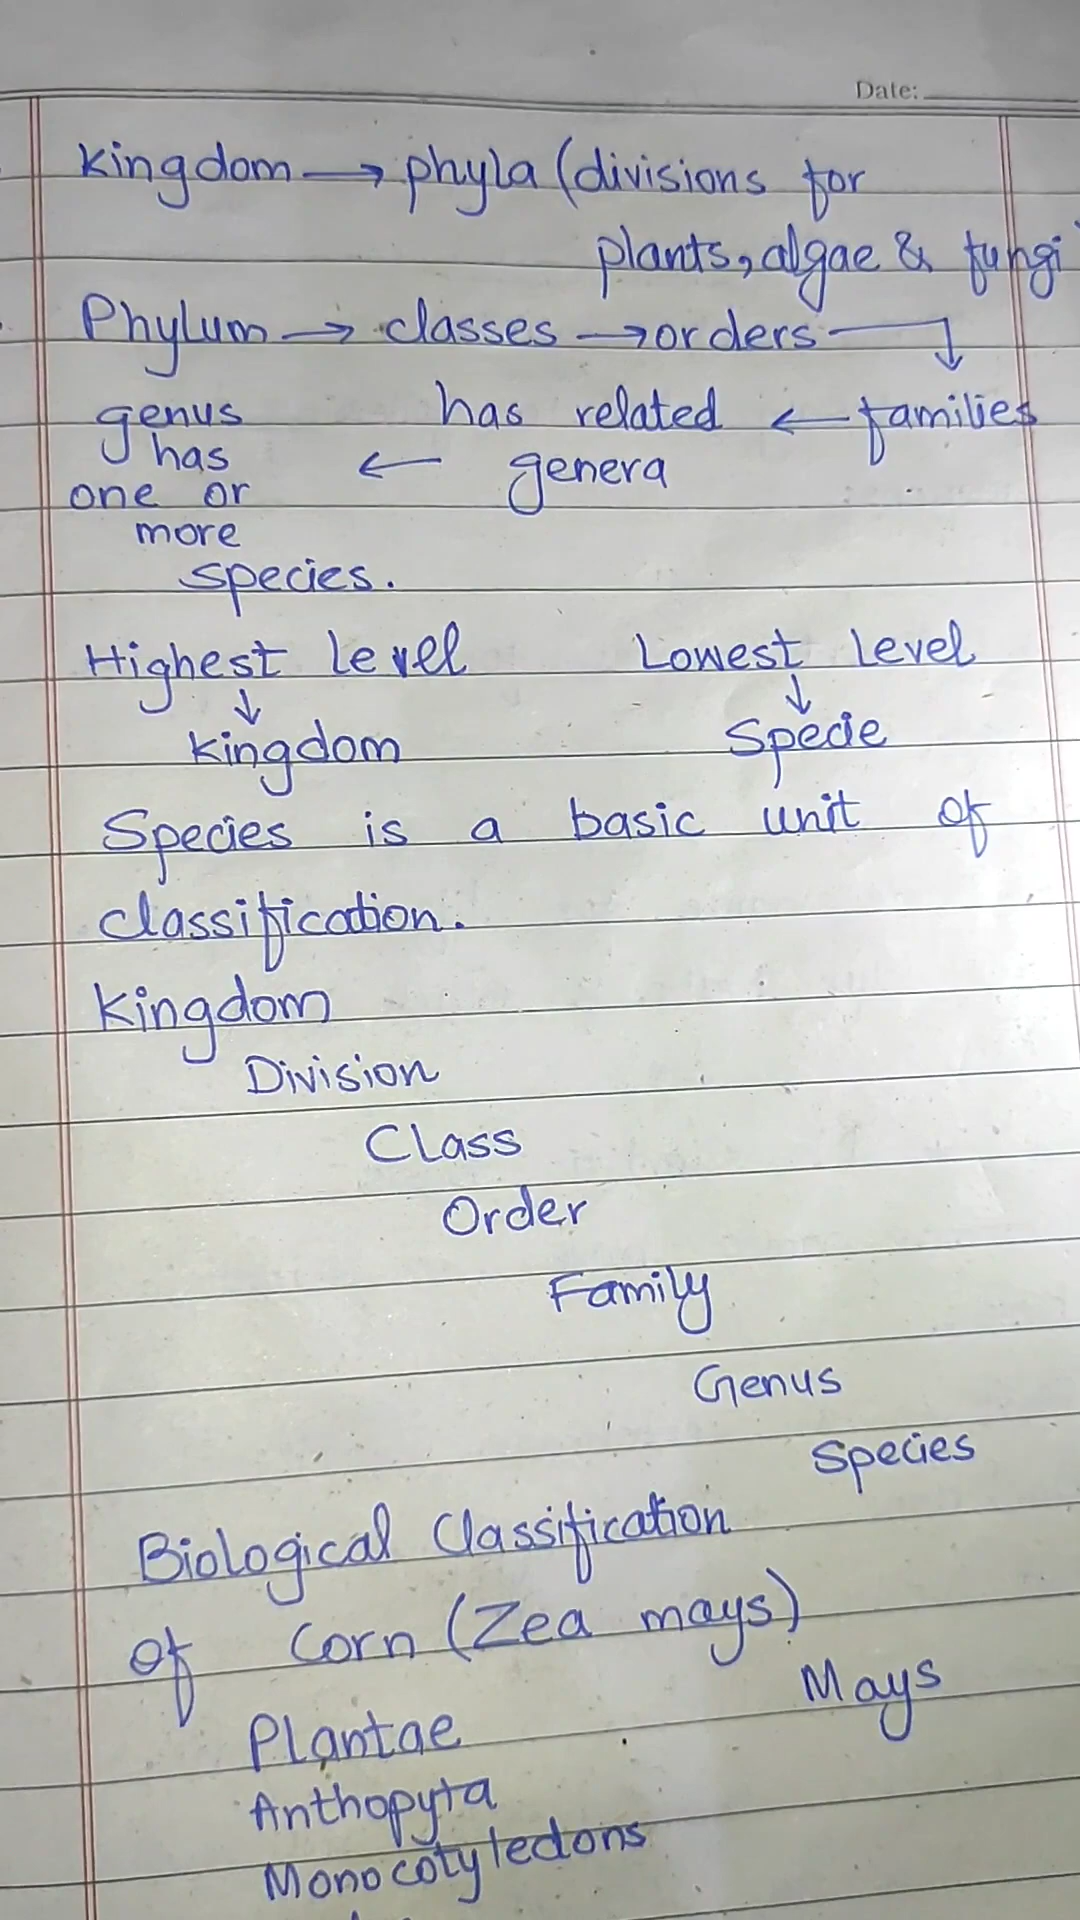 Date:
Kingdom → phyla (divisions for
plants, algae & fungi
Phylum → classes → orders
genus has related ← families
has ← genera
one or
more
species.
Highest Level Lowest Level
↓ ↓
Kingdom Specie
Species is a basic unit of
classification.
Kingdom
Division
Class
Order
Family
Genus
Species
Biological Classification
of Corn (Zea mays)
Mays
Plantae
Anthopyta
Monocotyledons